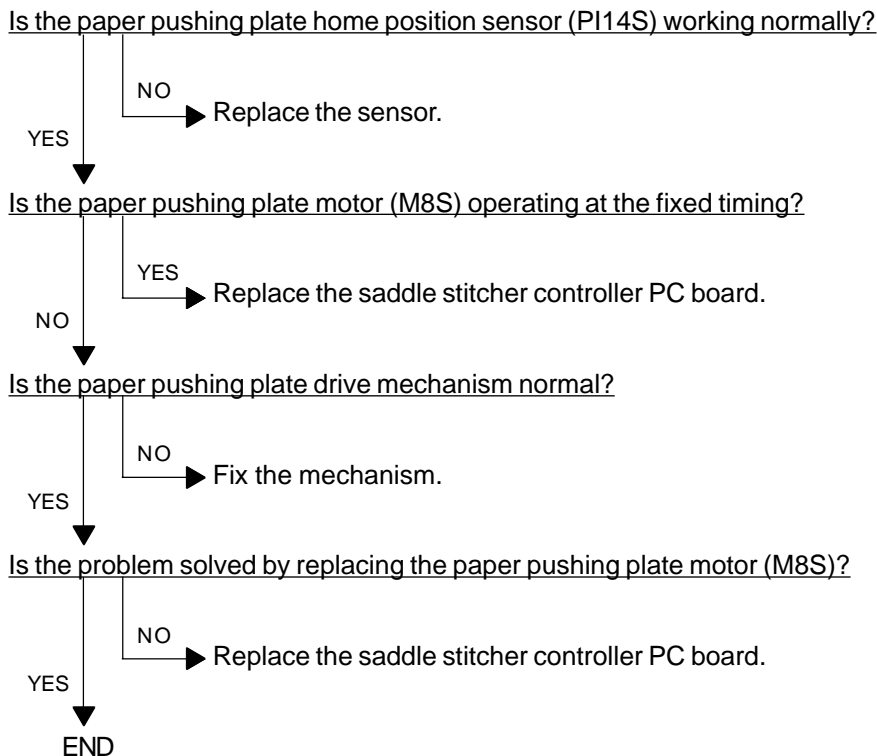 Is the paper pushing plate home position sensor (PI14S) working normally?
NO
Replace the sensor.
YES
Is the paper pushing plate motor (M8S) operating at the fixed timing?
YES
Replace the saddle stitcher controller PC board.
NO
Is the paper pushing plate drive mechanism normal?
NO
Fix the mechanism.
YES
Is the problem solved by replacing the paper pushing plate motor (M8S)?
NO
Replace the saddle stitcher controller PC board.
YES
END